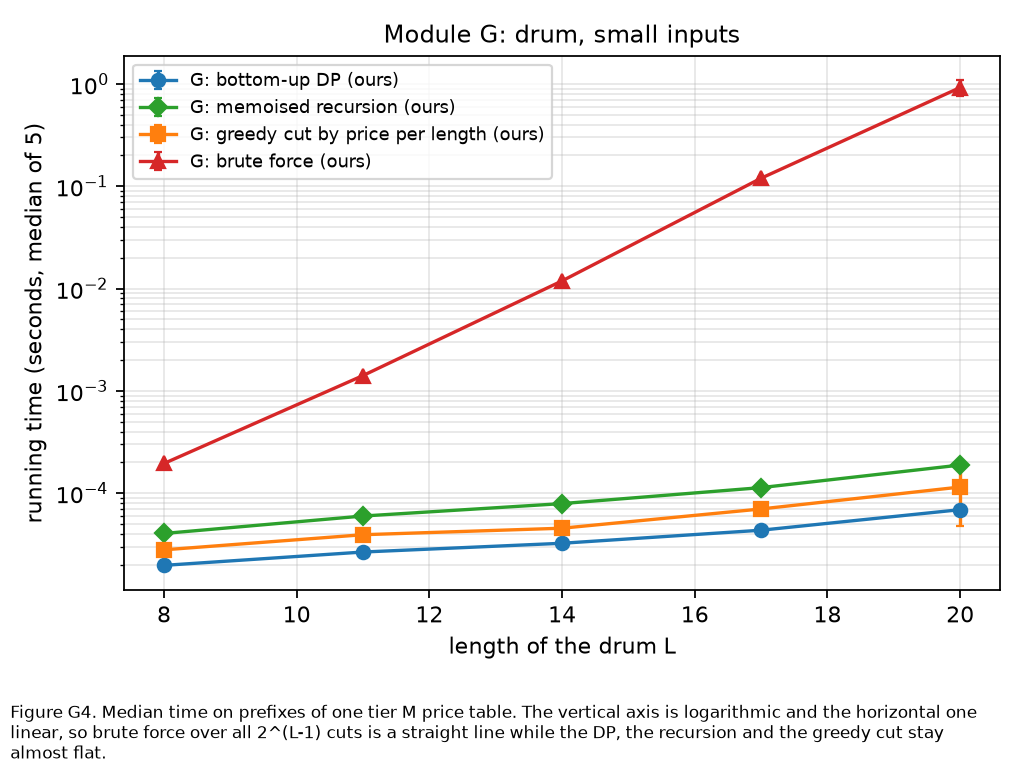 Module G: drum, small inputs
G: bottom-up DP (ours)
G: memoised recursion (ours)
G: greedy cut by price per length (ours)
G: brute force (ours)
running time (seconds, median of 5)
10⁰
10⁻¹
10⁻²
10⁻³
10⁻⁴
8 10 12 14 16 18 20
length of the drum L
Figure G4. Median time on prefixes of one tier M price table. The vertical axis is logarithmic and the horizontal one
linear, so brute force over all 2^(L-1) cuts is a straight line while the DP, the recursion and the greedy cut stay
almost flat.